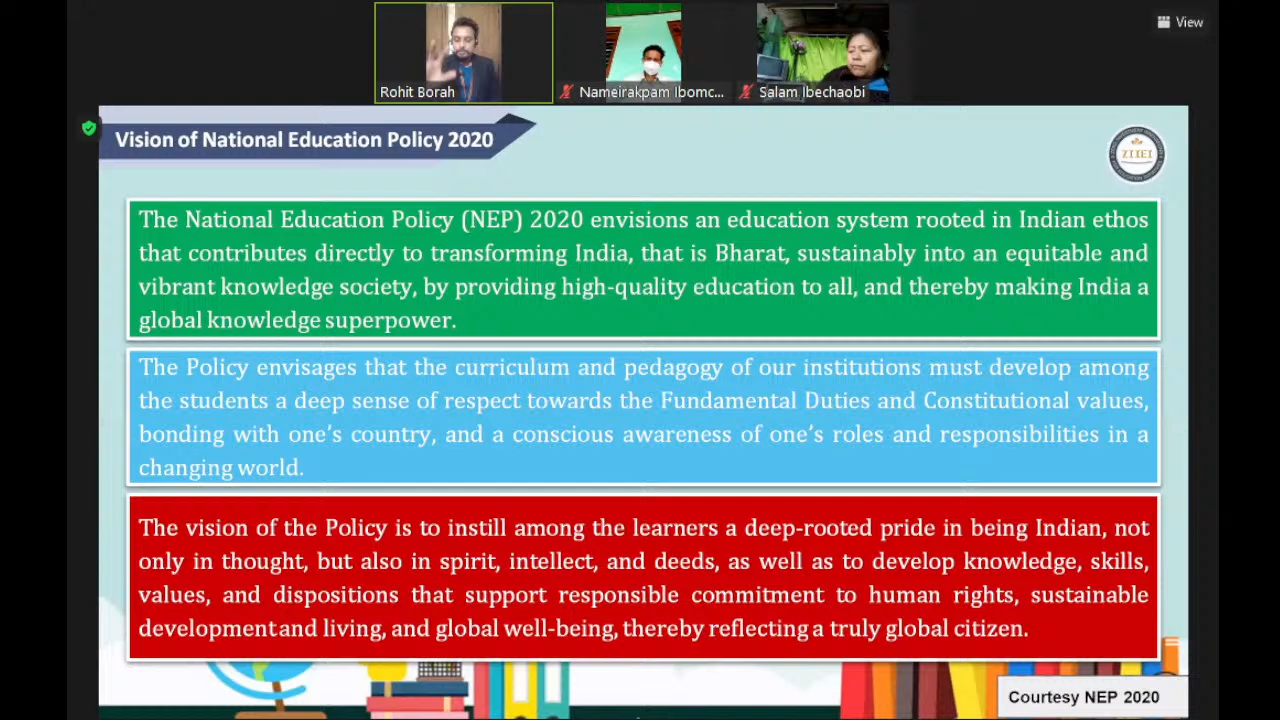 View
Rohit Borah
Nameirakpam Ibomc...
Salam Ibechaobi
Vision of National Education Policy 2020
ZIIEI
The National Education Policy (NEP) 2020 envisions an education system rooted in Indian ethos
that contributes directly to transforming India, that is Bharat, sustainably into an equitable and
vibrant knowledge society, by providing high-quality education to all, and thereby making India a
global knowledge superpower.
The Policy envisages that the curriculum and pedagogy of our institutions must develop among
the students a deep sense of respect towards the Fundamental Duties and Constitutional values,
bonding with one's country, and a conscious awareness of one's roles and responsibilities in a
changing world.
The vision of the Policy is to instill among the learners a deep-rooted pride in being Indian, not
only in thought, but also in spirit, intellect, and deeds, as well as to develop knowledge, skills,
values, and dispositions that support responsible commitment to human rights, sustainable
development and living, and global well-being, thereby reflecting a truly global citizen.
Courtesy NEP 2020